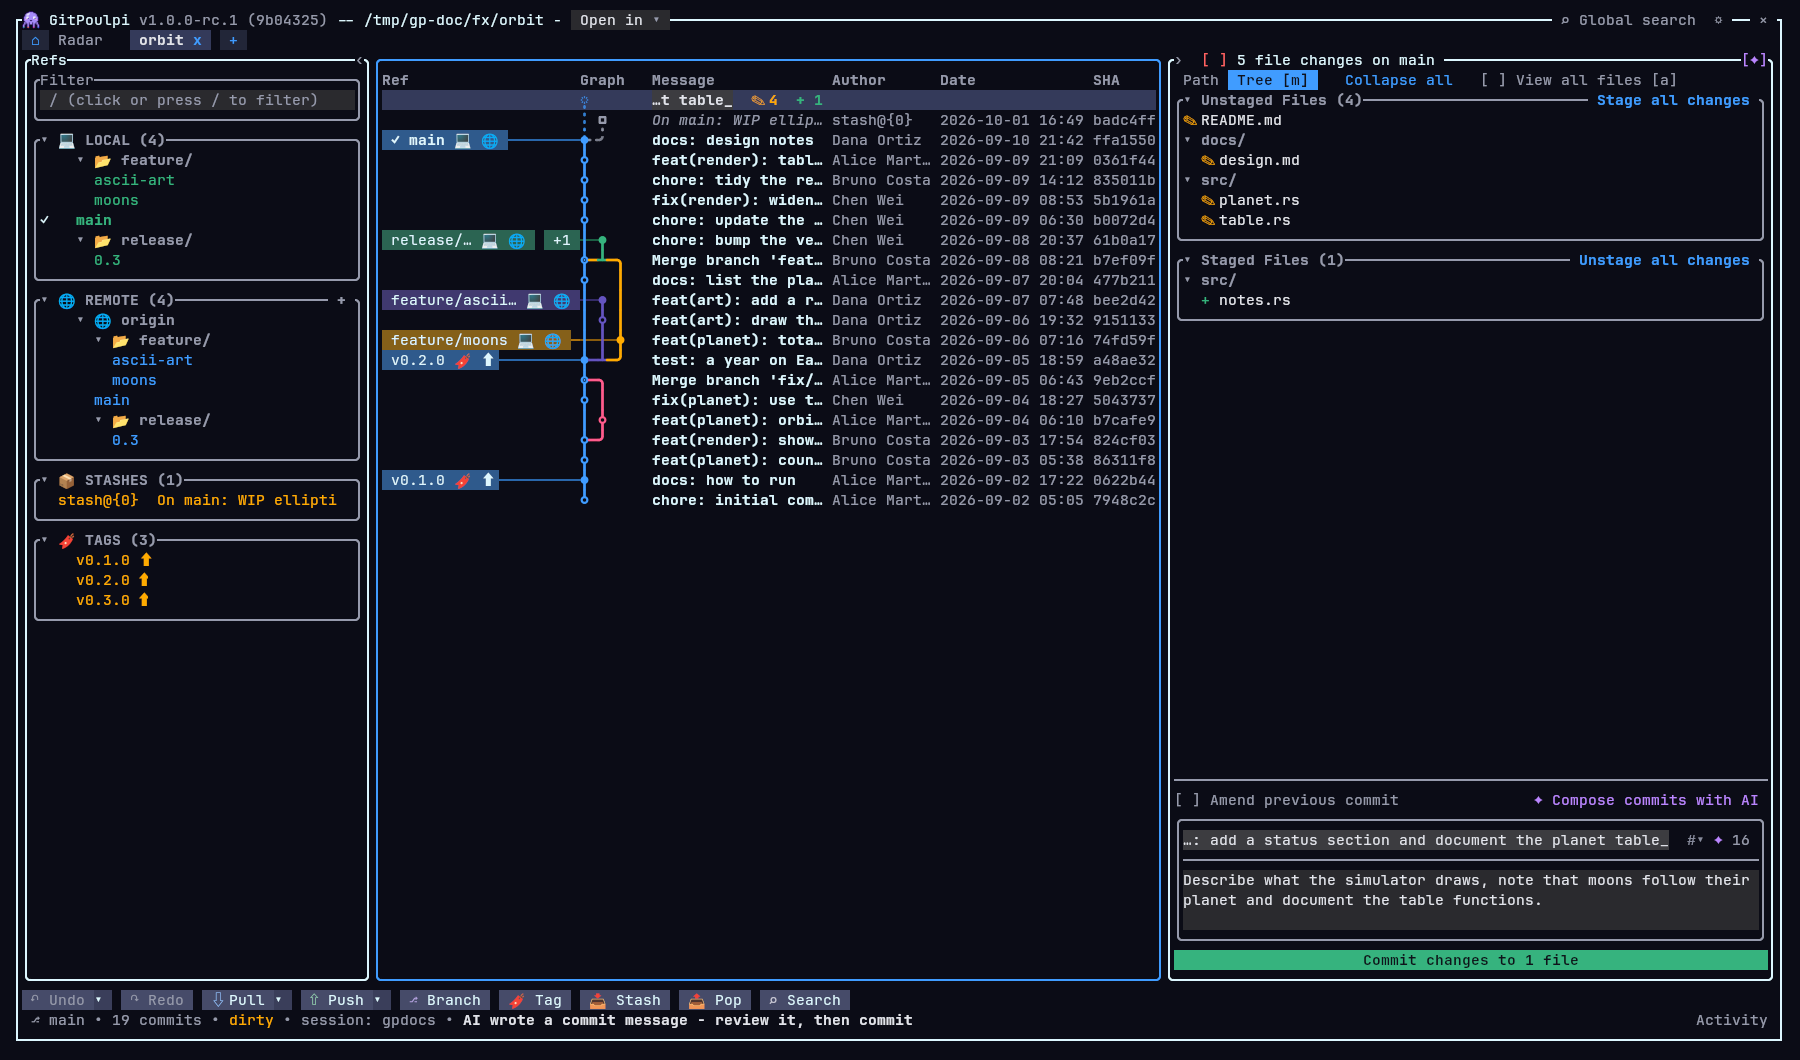 GitPoulpi v1.0.0-rc.1 (9b04325) -- /tmp/gp-doc/fx/orbit - Open in ▾ ⌕ Global search ×
⌂ Radar orbit x +
Refs ‹
Filter
/ (click or press / to filter)
▾ LOCAL (4)
▾ feature/
ascii-art
moons
✓ main
▾ release/
0.3
▾ REMOTE (4) +
▾ origin
▾ feature/
ascii-art
moons
main
▾ release/
0.3
▾ STASHES (1)
stash@{0} On main: WIP ellipti
▾ TAGS (3)
v0.1.0 ⬆
v0.2.0 ⬆
v0.3.0 ⬆
Ref Graph Message Author Date SHA
…t table_ ✎ 4 + 1
On main: WIP ellip… stash@{0} 2026-10-01 16:49 badc4ff
✓ main docs: design notes Dana Ortiz 2026-09-10 21:42 ffa1550
feat(render): tabl… Alice Mart… 2026-09-09 21:09 0361f44
chore: tidy the re… Bruno Costa 2026-09-09 14:12 835011b
fix(render): widen… Chen Wei 2026-09-09 08:53 5b1961a
chore: update the … Chen Wei 2026-09-09 06:30 b0072d4
release/… +1 chore: bump the ve… Chen Wei 2026-09-08 20:37 61b0a17
Merge branch 'feat… Bruno Costa 2026-09-08 08:21 b7ef09f
docs: list the pla… Alice Mart… 2026-09-07 20:04 477b211
feature/ascii… feat(art): add a r… Dana Ortiz 2026-09-07 07:48 bee2d42
feat(art): draw th… Dana Ortiz 2026-09-06 19:32 9151133
feature/moons feat(planet): tota… Bruno Costa 2026-09-06 07:16 74fd59f
v0.2.0 ⬆ test: a year on Ea… Dana Ortiz 2026-09-05 18:59 a48ae32
Merge branch 'fix/… Alice Mart… 2026-09-05 06:43 9eb2ccf
fix(planet): use t… Chen Wei 2026-09-04 18:27 5043737
feat(planet): orbi… Alice Mart… 2026-09-04 06:10 b7cafe9
feat(render): show… Bruno Costa 2026-09-03 17:54 824cf03
feat(planet): coun… Bruno Costa 2026-09-03 05:38 86311f8
v0.1.0 ⬆ docs: how to run Alice Mart… 2026-09-02 17:22 0622b44
chore: initial com… Alice Mart… 2026-09-02 05:05 7948c2c
› [ ] 5 file changes on main [✦]
Path Tree [m] Collapse all [ ] View all files [a]
▾ Unstaged Files (4) Stage all changes
✎ README.md
▾ docs/
✎ design.md
▾ src/
✎ planet.rs
✎ table.rs
▾ Staged Files (1) Unstage all changes
▾ src/
+ notes.rs
[ ] Amend previous commit ✦ Compose commits with AI
…: add a status section and document the planet table_ #▾ ✦ 16
Describe what the simulator draws, note that moons follow their
planet and document the table functions.
Commit changes to 1 file
↶ Undo ▾ ↷ Redo ⇩ Pull ▾ ⇧ Push ▾ ⎇ Branch Tag Stash Pop ⌕ Search
⎇ main • 19 commits • dirty • session: gpdocs • AI wrote a commit message - review it, then commit Activity